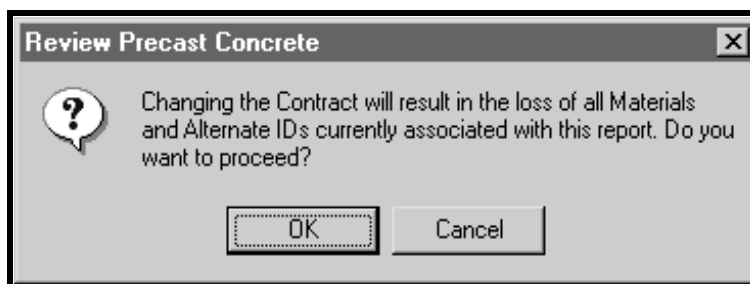 Review Precast Concrete
Changing the Contract will result in the loss of all Materials
and Alternate IDs currently associated with this report. Do you
want to proceed?
OK
Cancel